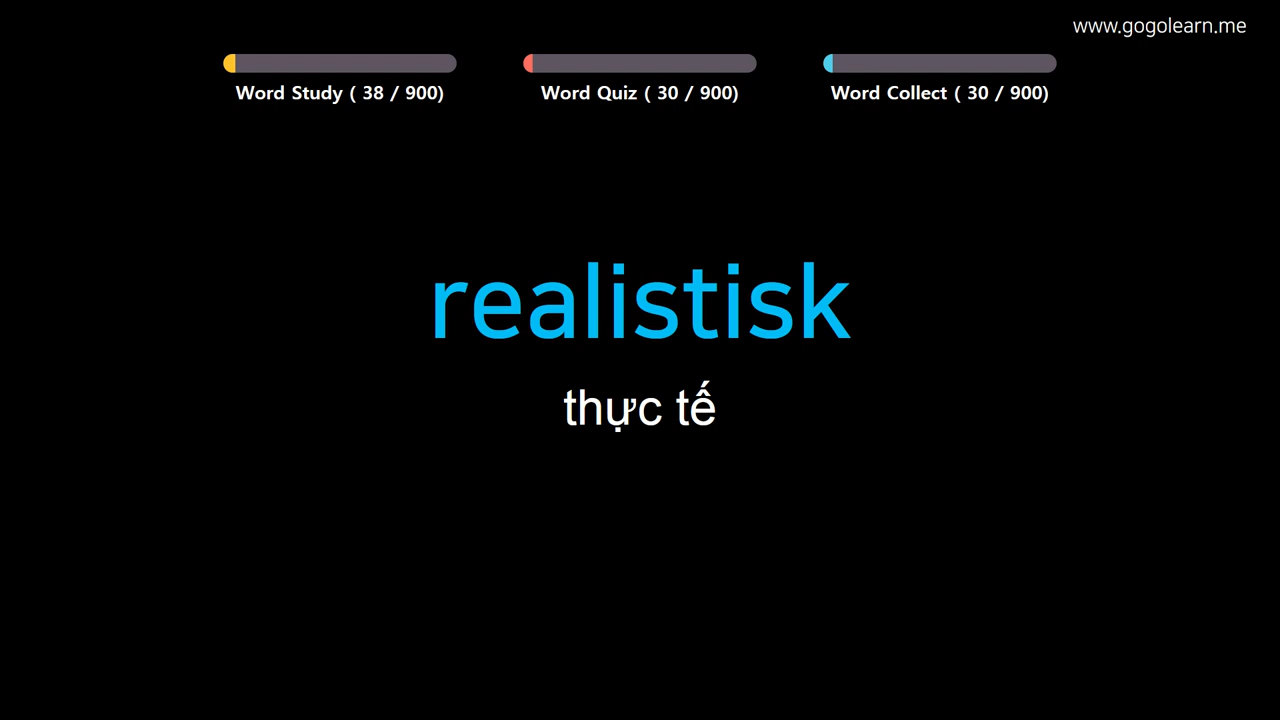 www.gogolearn.me
Word Study ( 38 / 900)
Word Quiz ( 30 / 900)
Word Collect ( 30 / 900)
realistisk
thực tế